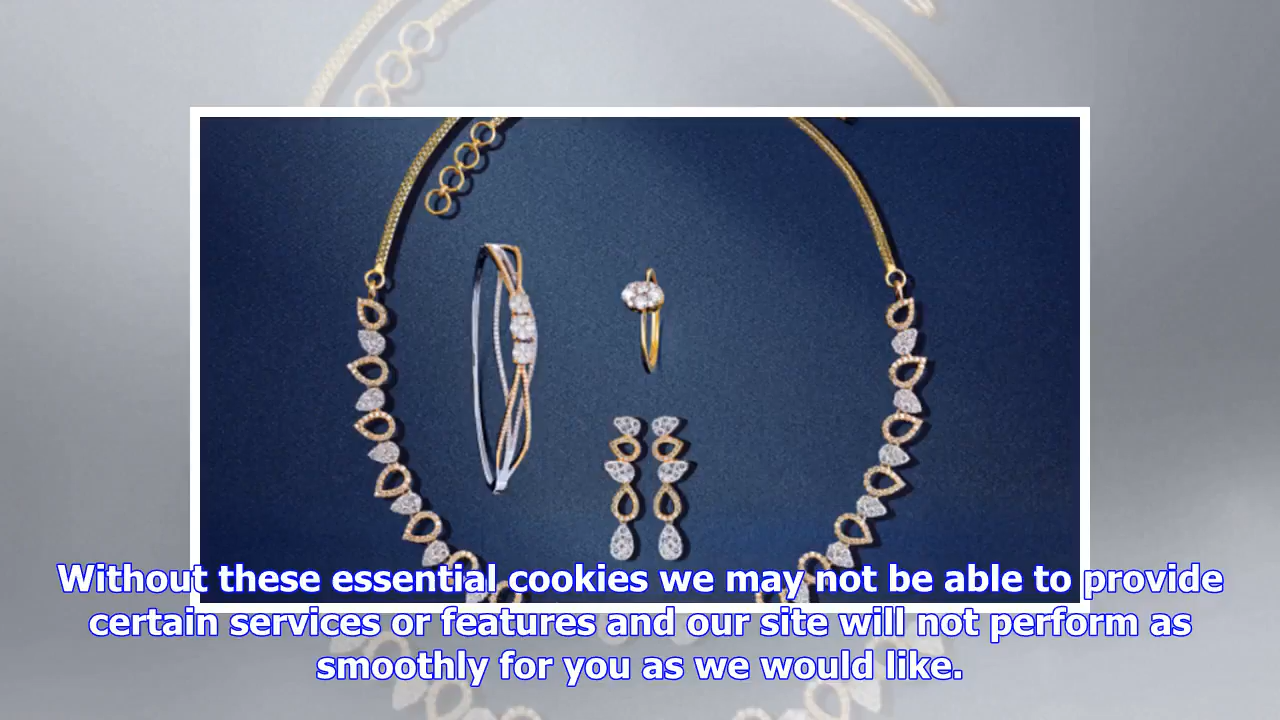 Without these essential cookies we may not be able to provide
certain services or features and our site will not perform as
smoothly for you as we would like.